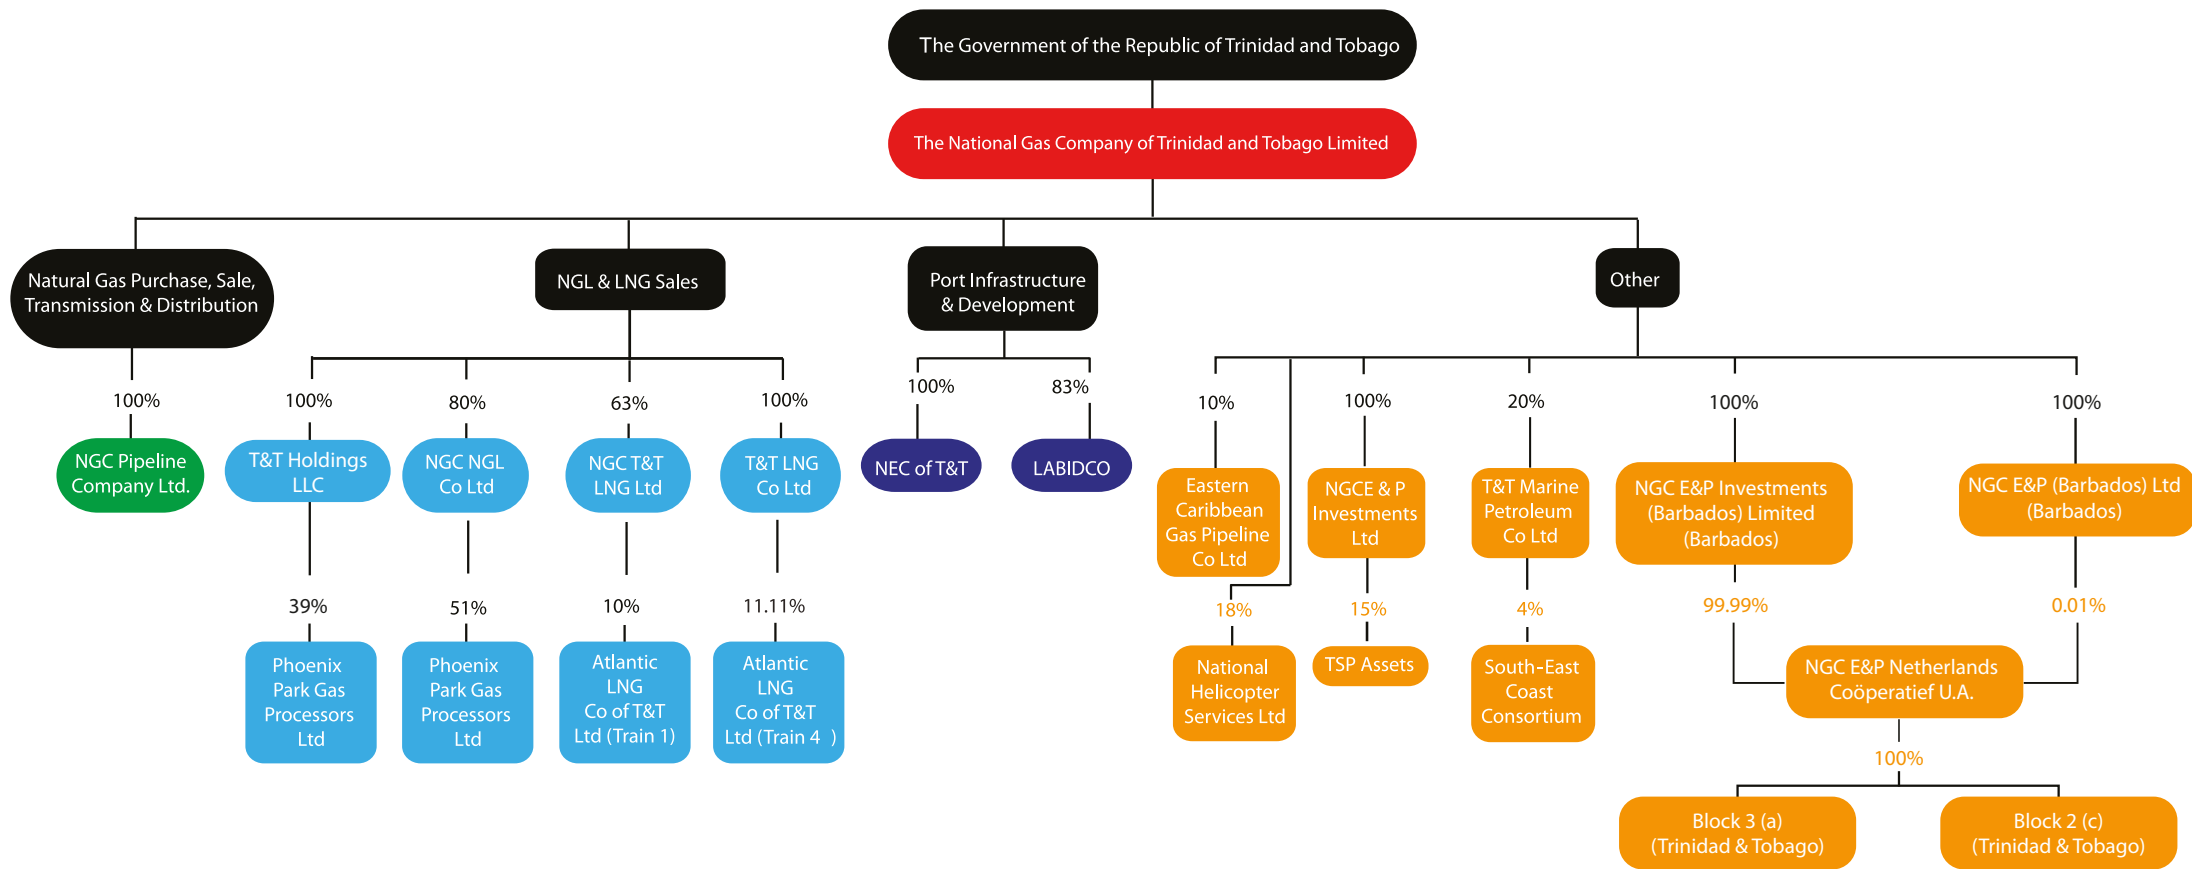 The Government of the Republic of Trinidad and Tobago
The National Gas Company of Trinidad and Tobago Limited
Natural Gas Purchase, Sale,
Transmission & Distribution
NGL & LNG Sales
Port Infrastructure
& Development
Other
100%
100%
80%
63%
100%
100%
83%
10%
100%
20%
100%
100%
NGC Pipeline
Company Ltd.
T&T Holdings
LLC
NGC NGL
Co Ltd
NGC T&T
LNG Ltd
T&T LNG
Co Ltd
NEC of T&T
LABIDCO
Eastern
Caribbean
Gas Pipeline
Co Ltd
NGCE & P
Investments
Ltd
T&T Marine
Petroleum
Co Ltd
NGC E&P Investments
(Barbados) Limited
(Barbados)
NGC E&P (Barbados) Ltd
(Barbados)
39%
51%
10%
11.11%
18%
15%
4%
99.99%
0.01%
Phoenix
Park Gas
Processors
Ltd
Phoenix
Park Gas
Processors
Ltd
Atlantic
LNG
Co of T&T
Ltd (Train 1)
Atlantic
LNG
Co of T&T
Ltd (Train 4 )
National
Helicopter
Services Ltd
TSP Assets
South-East
Coast
Consortium
NGC E&P Netherlands
Coöperatief U.A.
100%
Block 3 (a)
(Trinidad & Tobago)
Block 2 (c)
(Trinidad & Tobago)